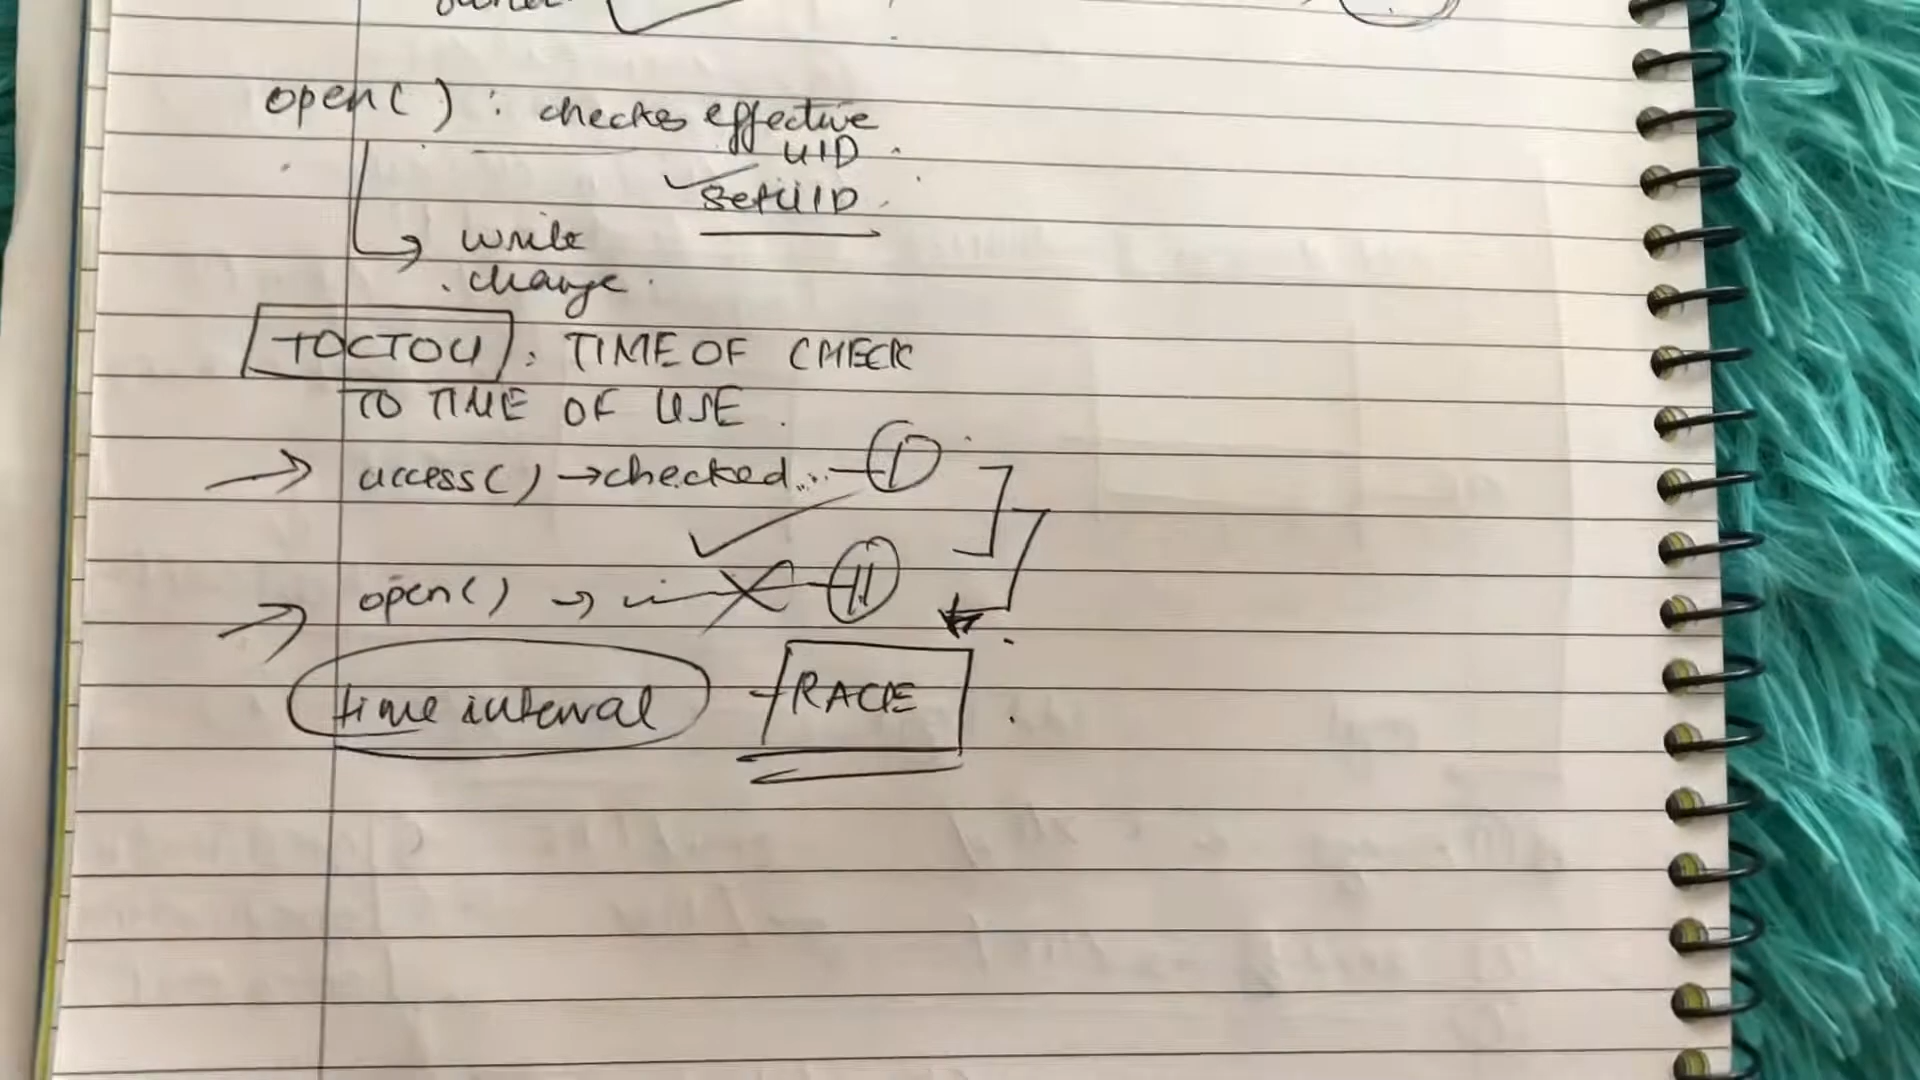 open() : checks effective
UID.
SetUID.
write
change.
TOCTOU : TIME OF CHECK
TO TIME OF USE.
access() → checked... I
open() → II
time interval RACE